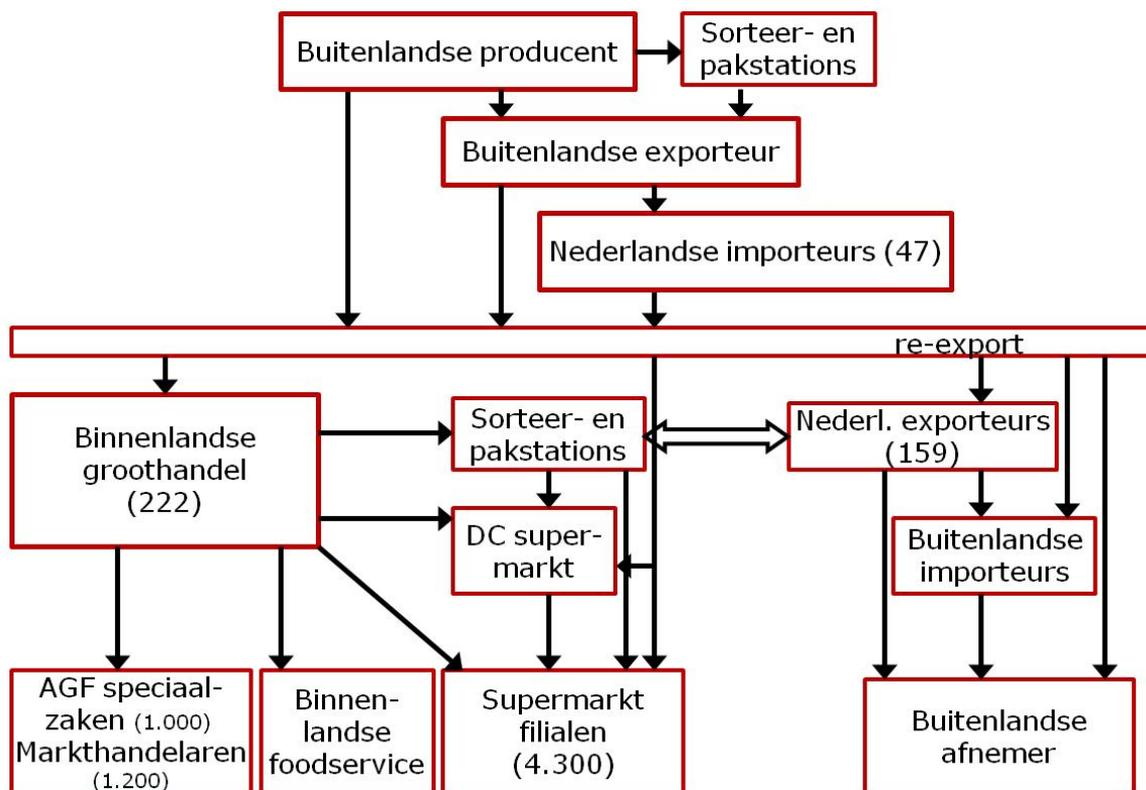 Buitenlandse producent
Sorteer- en
pakstations
Buitenlandse exporteur
Nederlandse importeurs (47)
re-export
Binnenlandse
groothandel
(222)
Sorteer- en
pakstations
Nederl. exporteurs
(159)
DC super-
markt
Buitenlandse
importeurs
AGF speciaal-
zaken (1.000)
Markthandelaren
(1.200)
Binnen-
landse
foodservice
Supermarkt
filialen
(4.300)
Buitenlandse
afnemer